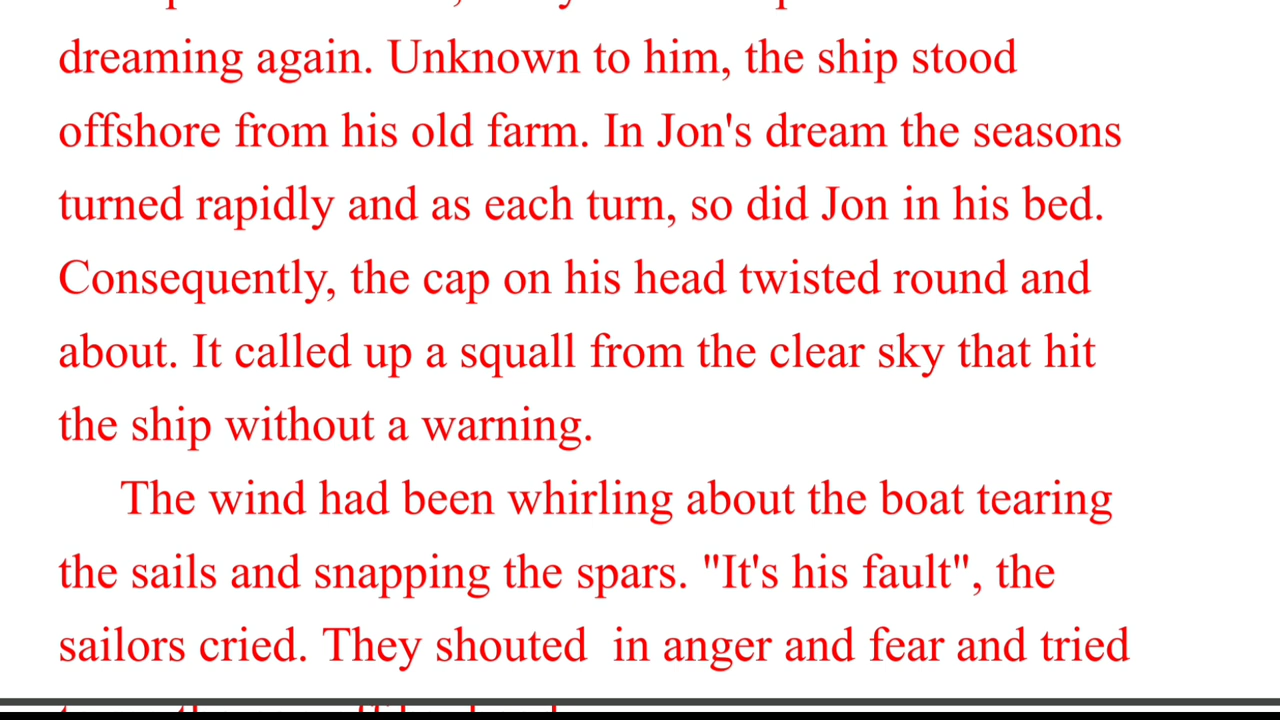 dreaming again. Unknown to him, the ship stood
offshore from his old farm. In Jon's dream the seasons
turned rapidly and as each turn, so did Jon in his bed.
Consequently, the cap on his head twisted round and
about. It called up a squall from the clear sky that hit
the ship without a warning.
The wind had been whirling about the boat tearing
the sails and snapping the spars. "It's his fault", the
sailors cried. They shouted  in anger and fear and tried